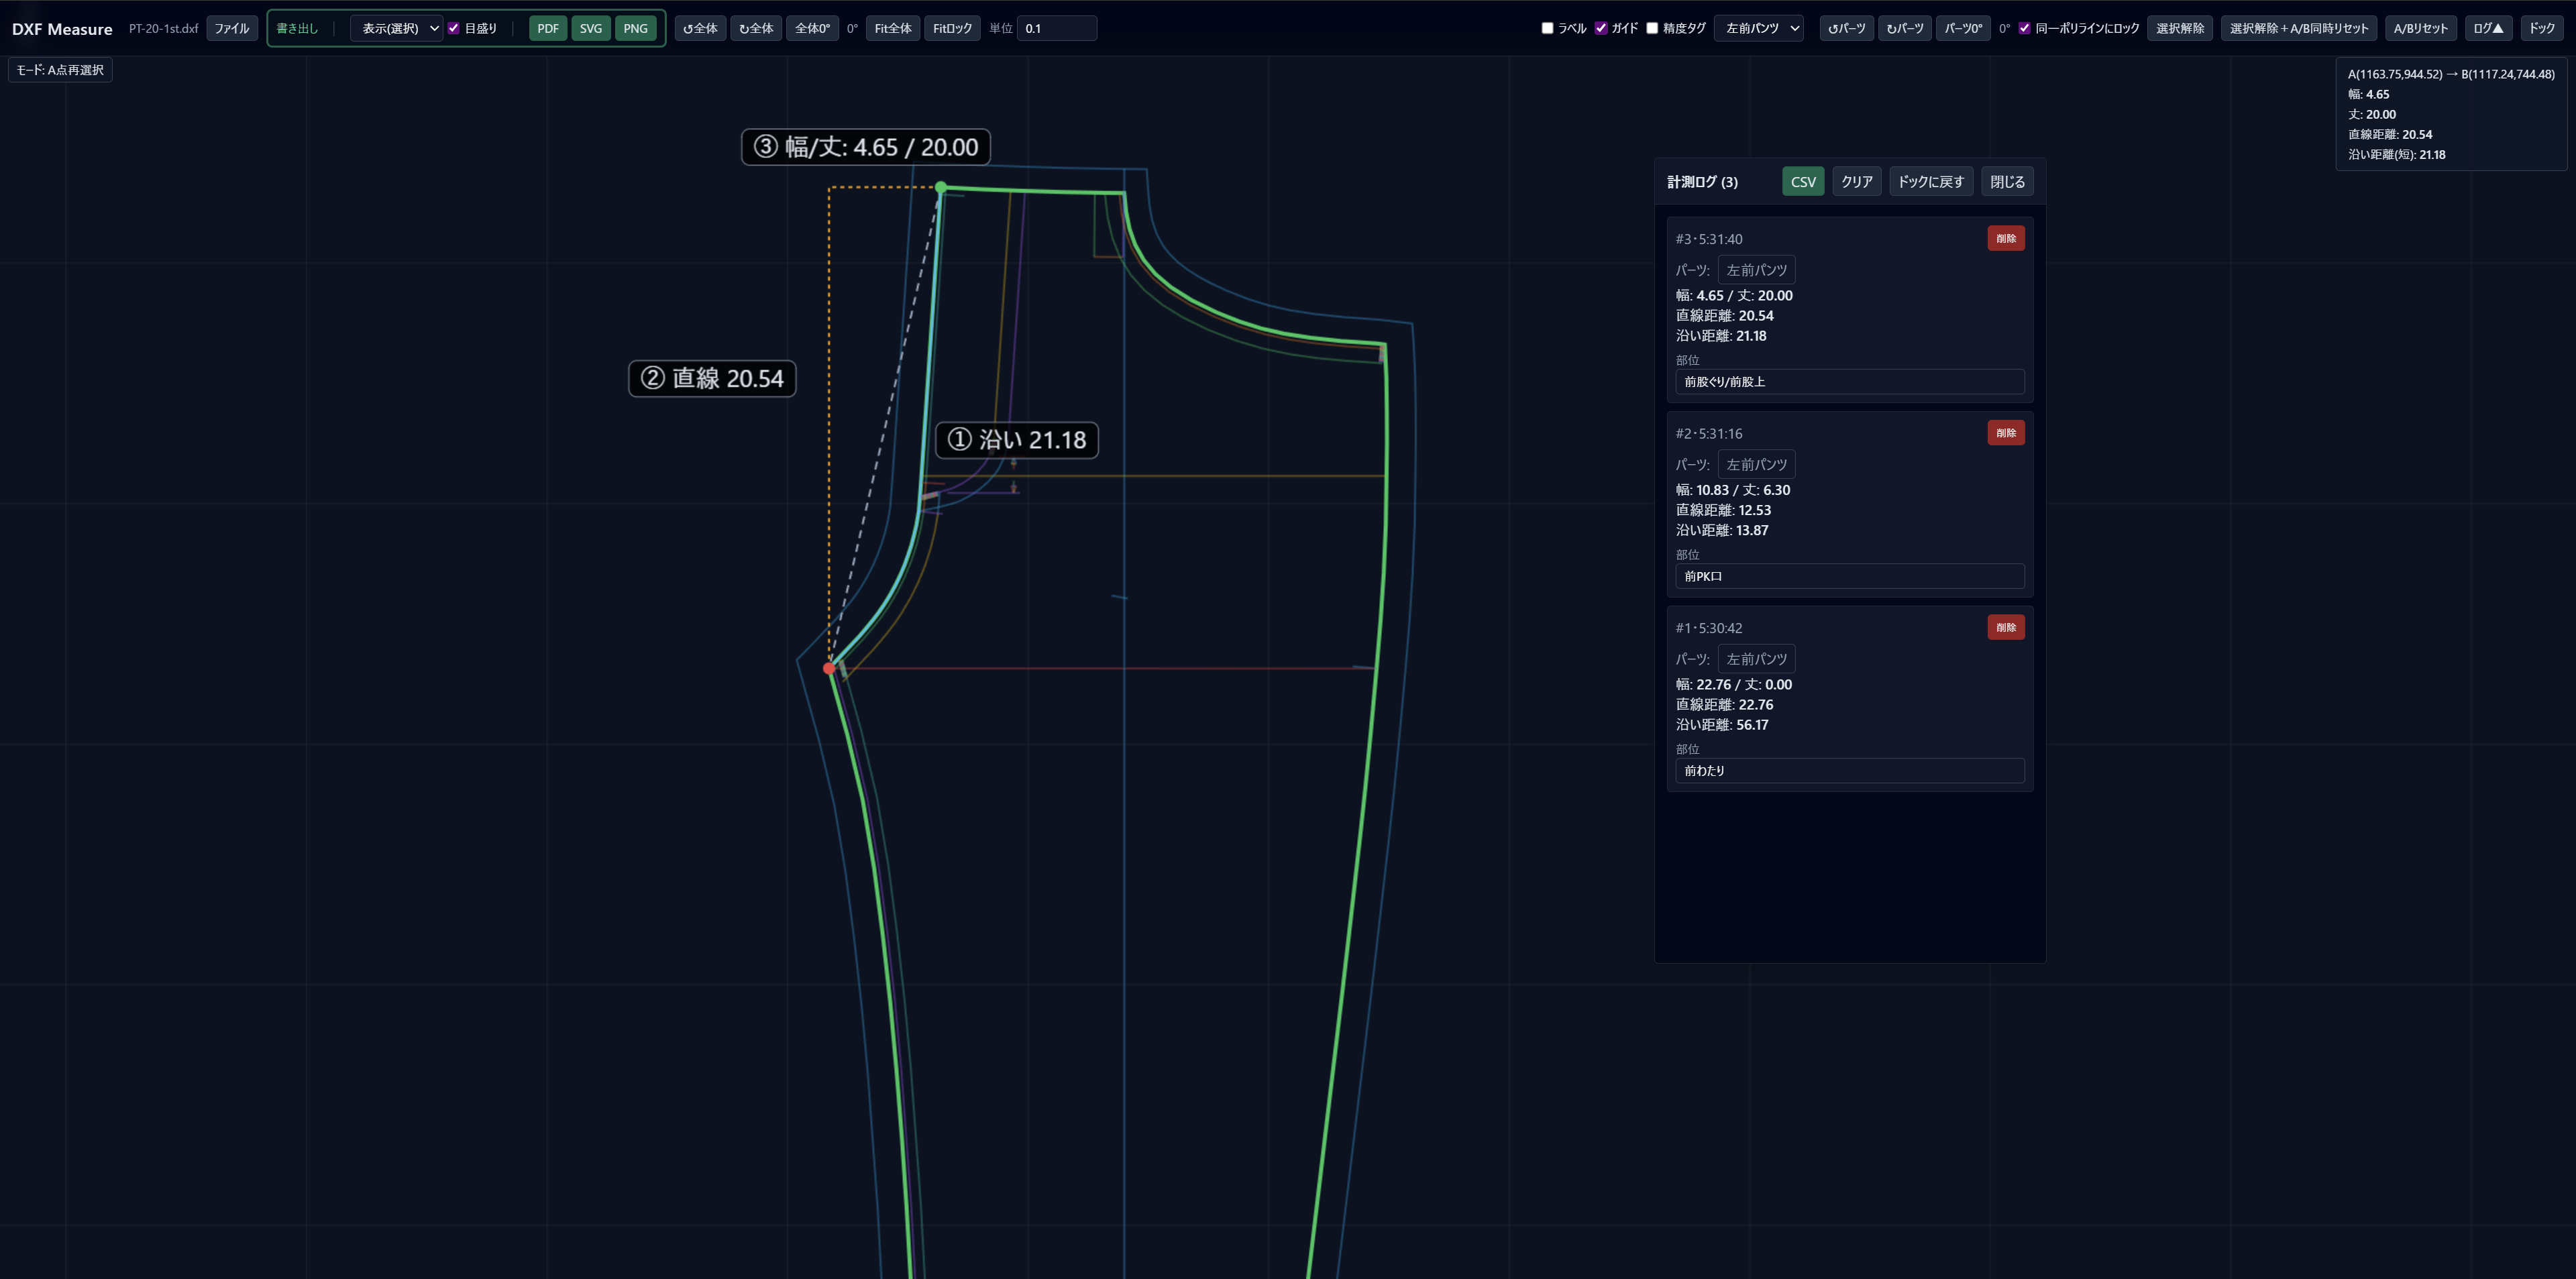 DXF Measure PT-20-1st.dxf ファイル 書き出し 表示(選択) 目盛り PDF SVG PNG ↺全体 ↻全体 全体0° 0° Fit全体 Fitロック 単位 0.1 ラベル ガイド 精度タグ 左前パンツ ↺パーツ ↻パーツ パーツ0° 0° 同一ポリラインにロック 選択解除 選択解除+A/B同時リセット A/Bリセット ログ▲ ドック
モード: A点再選択
A(1163.75,944.52) → B(1117.24,744.48)
幅: 4.65
丈: 20.00
直線距離: 20.54
沿い距離(短): 21.18
③ 幅/丈: 4.65 / 20.00
② 直線 20.54
① 沿い 21.18
計測ログ (3) CSV クリア ドックに戻す 閉じる
#3・5:31:40 削除
パーツ: 左前パンツ
幅: 4.65 / 丈: 20.00
直線距離: 20.54
沿い距離: 21.18
部位
前股ぐり/前股上
#2・5:31:16 削除
パーツ: 左前パンツ
幅: 10.83 / 丈: 6.30
直線距離: 12.53
沿い距離: 13.87
部位
前PK口
#1・5:30:42 削除
パーツ: 左前パンツ
幅: 22.76 / 丈: 0.00
直線距離: 22.76
沿い距離: 56.17
部位
前わたり